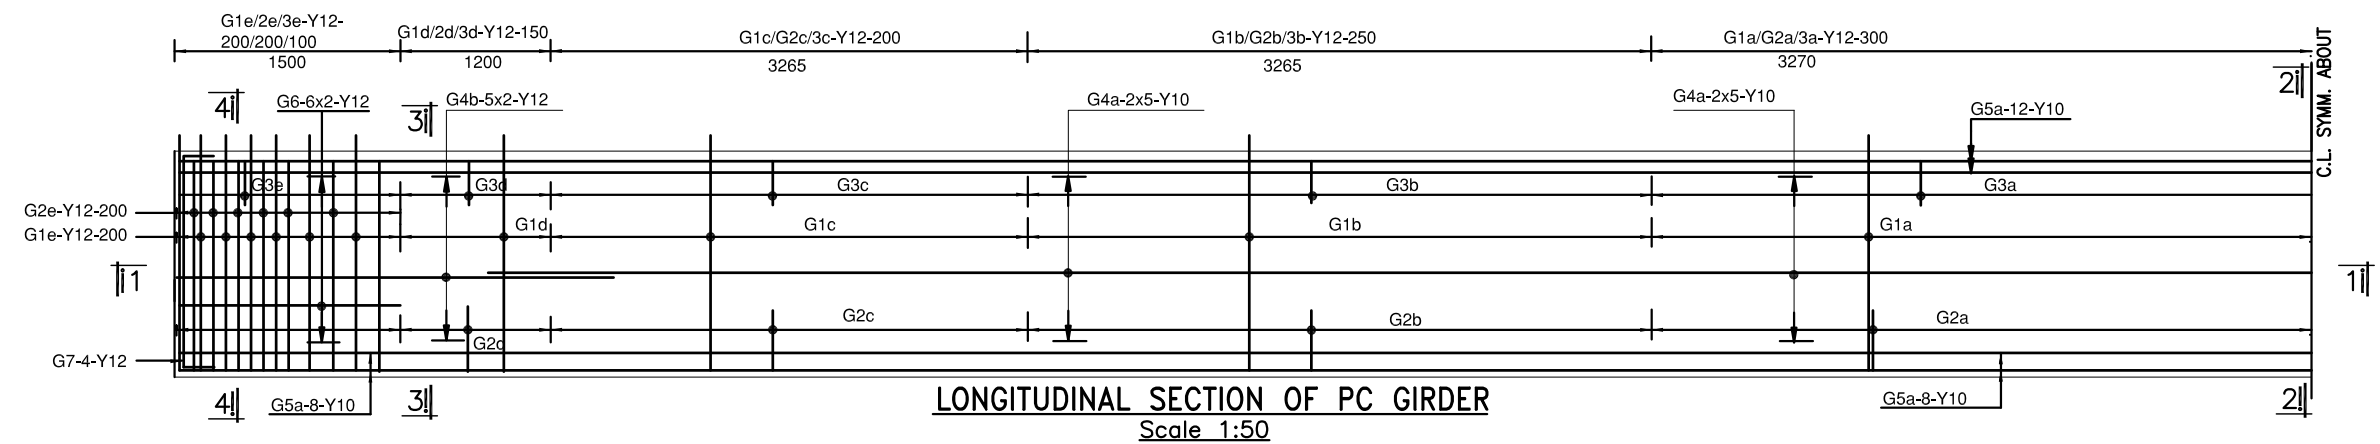 G1e/2e/3e-Y12-
200/200/100
G1d/2d/3d-Y12-150
G1c/G2c/3c-Y12-200
G1b/G2b/3b-Y12-250
G1a/G2a/3a-Y12-300
1500
1200
3265
3265
3270
C.L. SYMM. ABOUT
4
G6-6x2-Y12
3
G4b-5x2-Y12
G4a-2x5-Y10
G4a-2x5-Y10
G5a-12-Y10
2
G3e
G3d
G3c
G3b
G3a
G2e-Y12-200
G1e-Y12-200
G1d
G1c
G1b
G1a
1
1
G2d
G2c
G2b
G2a
G7-4-Y12
4
G5a-8-Y10
3
G5a-8-Y10
2
LONGITUDINAL SECTION OF PC GIRDER
Scale 1:50